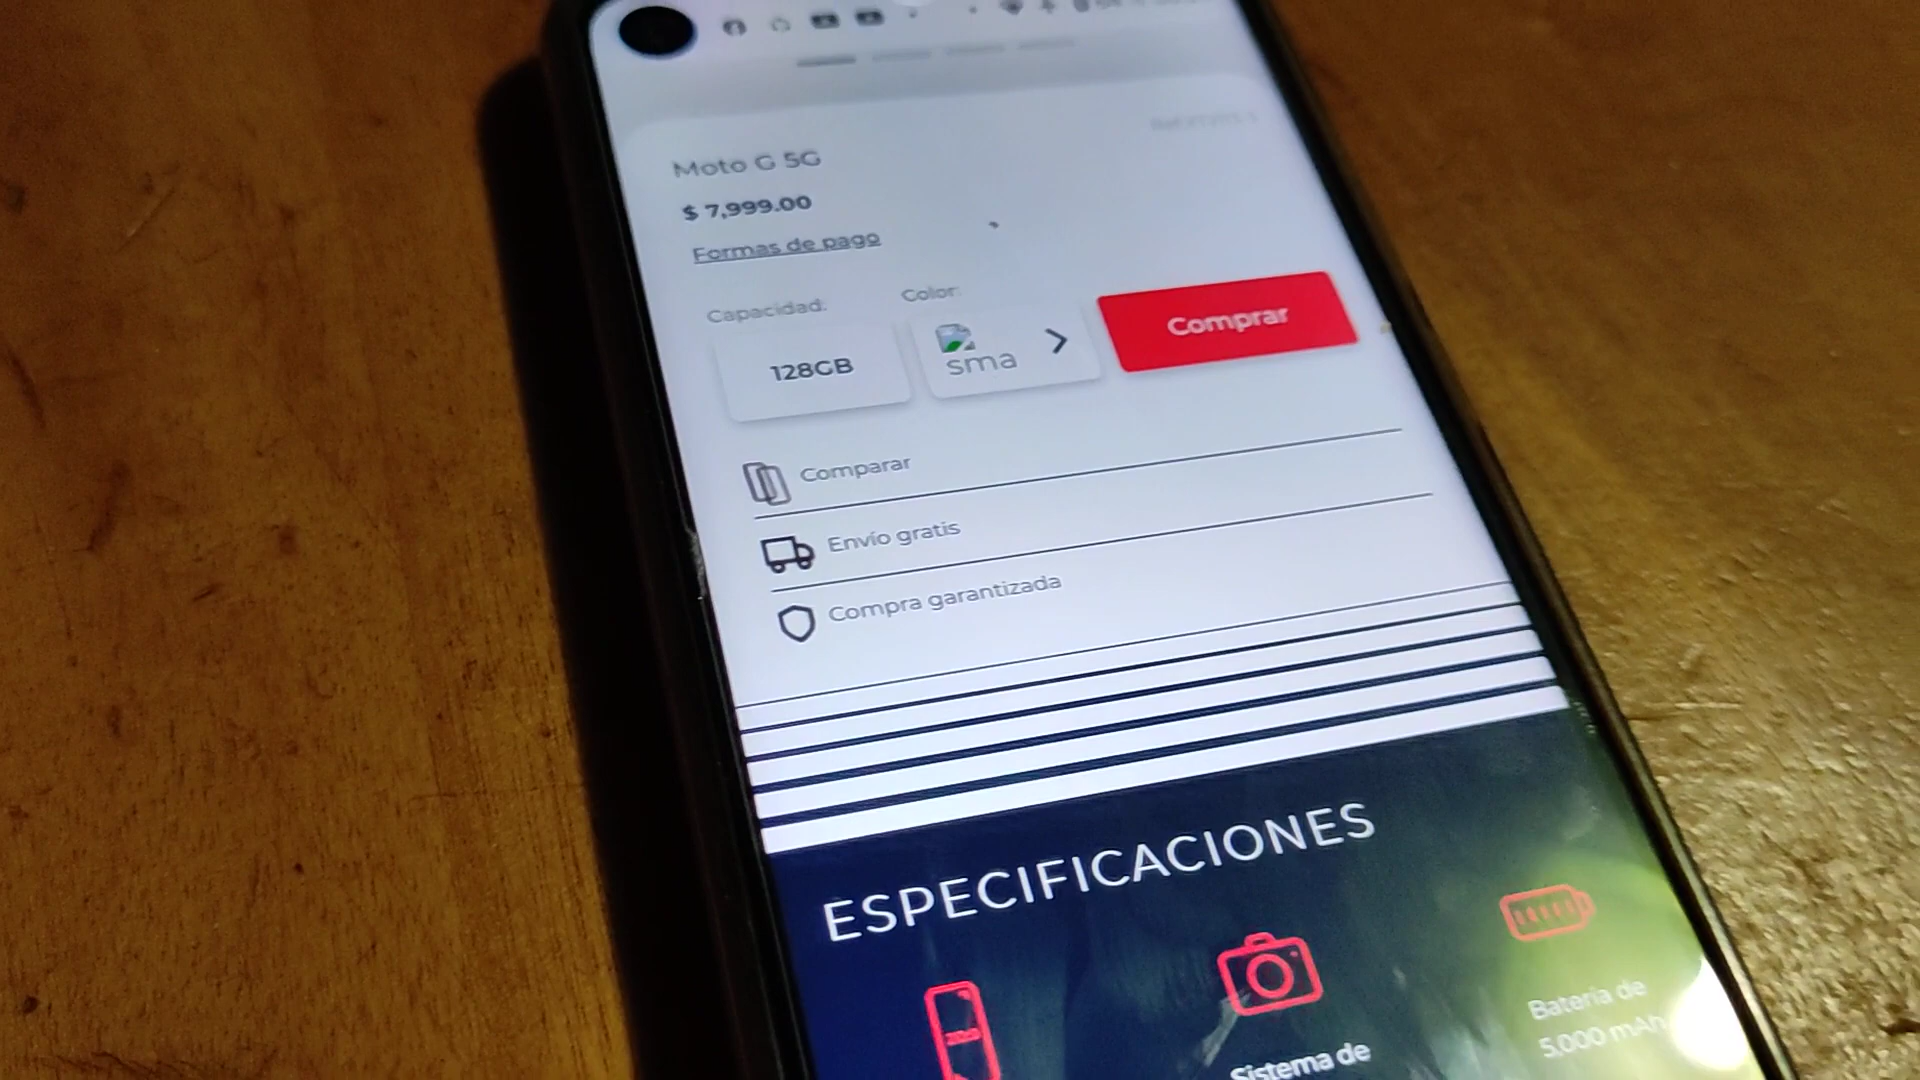 Moto G 5G
$ 7,999.00
Formas de pago
Capacidad:
Color:
128GB
sma
Comprar
Comparar
Envío gratis
Compra garantizada
ESPECIFICACIONES
Sistema de
Batería de
5,000 mAh